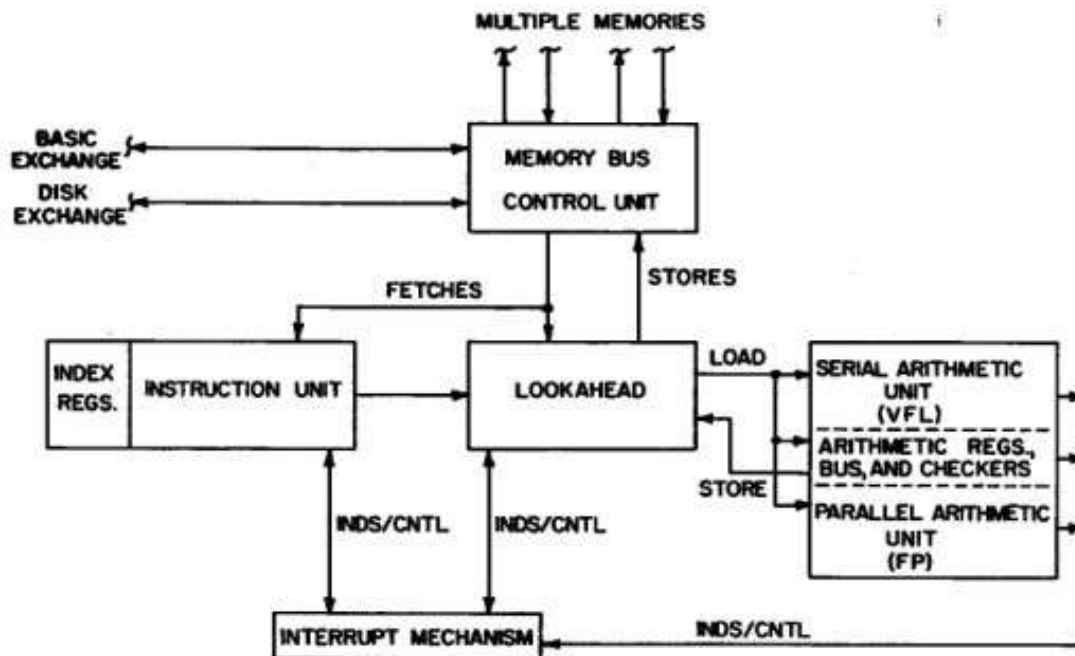 MULTIPLE MEMORIES
BASIC
EXCHANGE
DISK
EXCHANGE
MEMORY BUS
CONTROL UNIT
FETCHES
STORES
INDEX
REGS.
INSTRUCTION UNIT
LOOKAHEAD
LOAD
STORE
SERIAL ARITHMETIC
UNIT
(VFL)
ARITHMETIC REGS.,
BUS, AND CHECKERS
PARALLEL ARITHMETIC
UNIT
(FP)
INDS/CNTL
INDS/CNTL
INTERRUPT MECHANISM
INDS/CNTL